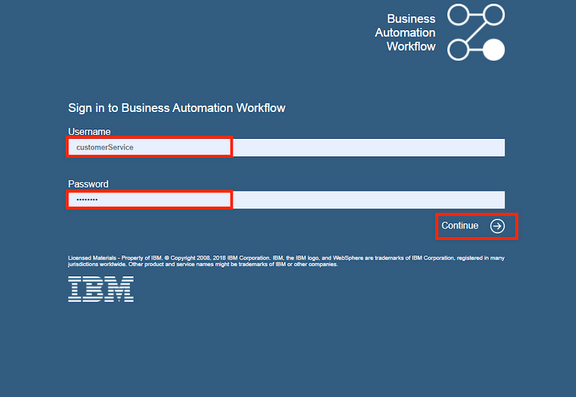 Business
Automation
Workflow
Sign in to Business Automation Workflow
Username
customerService
Password
••••••••
Continue
Licensed Materials - Property of IBM. © Copyright 2008, 2018 IBM Corporation. IBM, the IBM logo, and WebSphere are trademarks of IBM Corporation, registered in many
jurisdictions worldwide. Other product and service names might be trademarks of IBM or other companies.
IBM